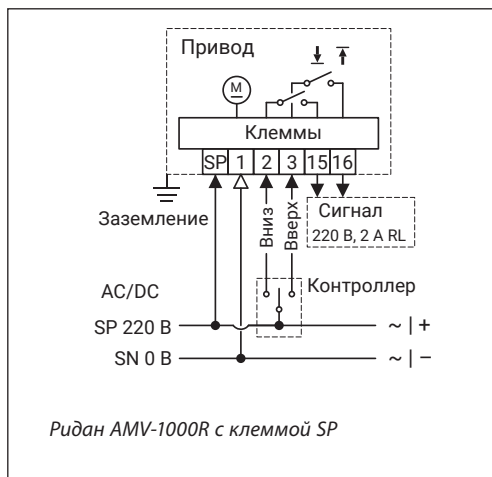 Привод
M
Клеммы
SP 1 2 3 15 16
Заземление
Вниз
Вверх
Сигнал
220 В, 2 А RL
AC/DC
Контроллер
SP 220 В ~ | +
SN 0 В ~ | −
Ридан AMV-1000R с клеммой SP